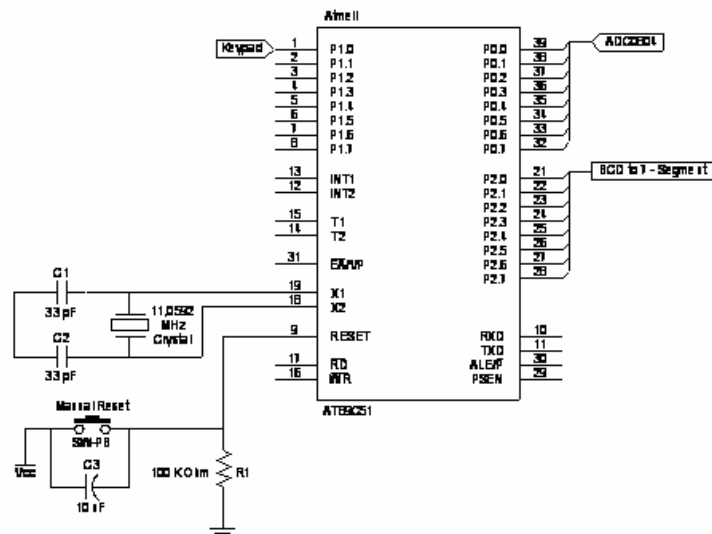 Atmell
Keypad
1 P1.0
2 P1.1
3 P1.2
4 P1.3
5 P1.4
6 P1.5
7 P1.6
8 P1.7
13 INT1
12 INT2
15 T1
14 T2
31 EA/VP
19 X1
18 X2
9 RESET
17 RD
16 WR
P0.0 39
P0.1 38
P0.2 37
P0.3 36
P0.4 35
P0.5 34
P0.6 33
P0.7 32
ADC0804
P2.0 21
P2.1 22
P2.2 23
P2.3 24
P2.4 25
P2.5 26
P2.6 27
P2.7 28
BCD to 7 - Segment
RXD 10
TXD 11
ALE/P 30
PSEN 29
AT89C51
C1
33 pF
11,0592
MHz
Crystal
C2
33 pF
Manual Reset
SW-PB
Vcc
C3
100 KOhm R1